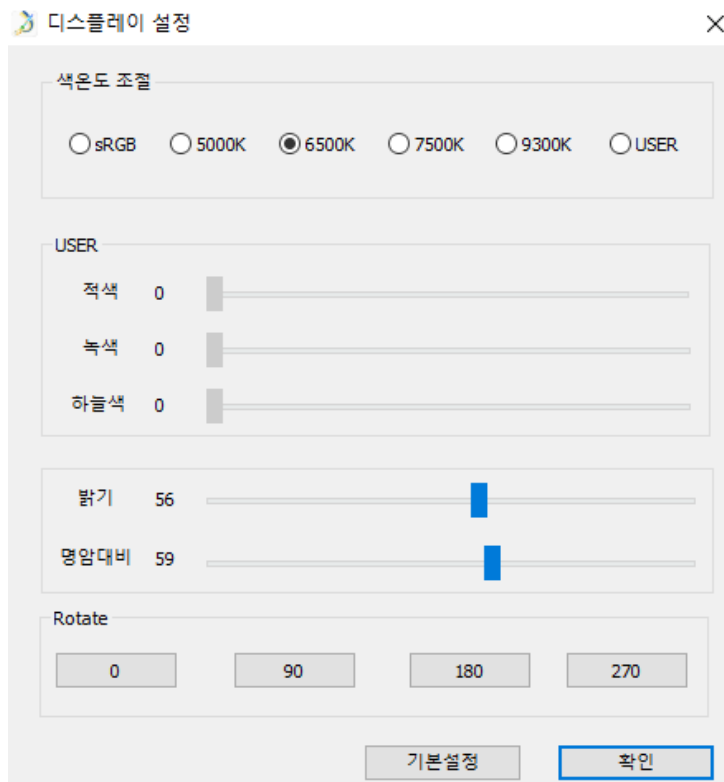 디스플레이 설정
색온도 조절
sRGB 5000K 6500K 7500K 9300K USER
USER
적색 0
녹색 0
하늘색 0
밝기 56
명암대비 59
Rotate
0 90 180 270
기본설정 확인